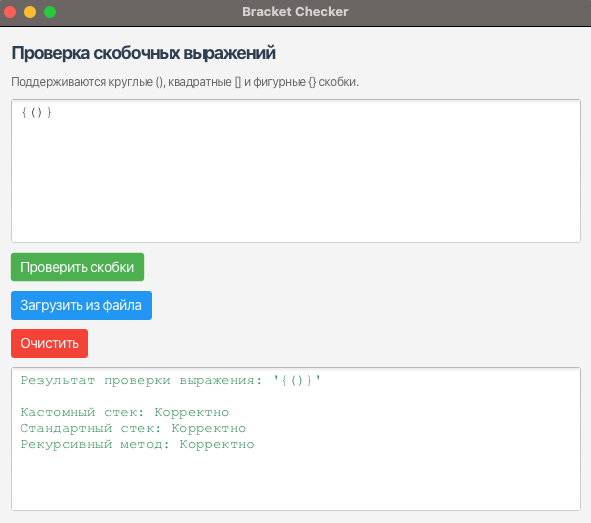 Bracket Checker
Проверка скобочных выражений
Поддерживаются круглые (), квадратные [] и фигурные {} скобки.
{()}
Проверить скобки
Загрузить из файла
Очистить
Результат проверки выражения: '{()}'
Кастомный стек: Корректно
Стандартный стек: Корректно
Рекурсивный метод: Корректно